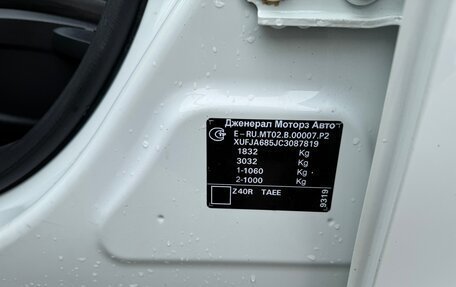 Дженерал Моторз Авто
E-RU.MT02.B.00007.P2
XUFJA685JC3087819
1832 Kg
3032 Kg
1-1060 Kg
2-1000 Kg
Z40R TAEE
9319